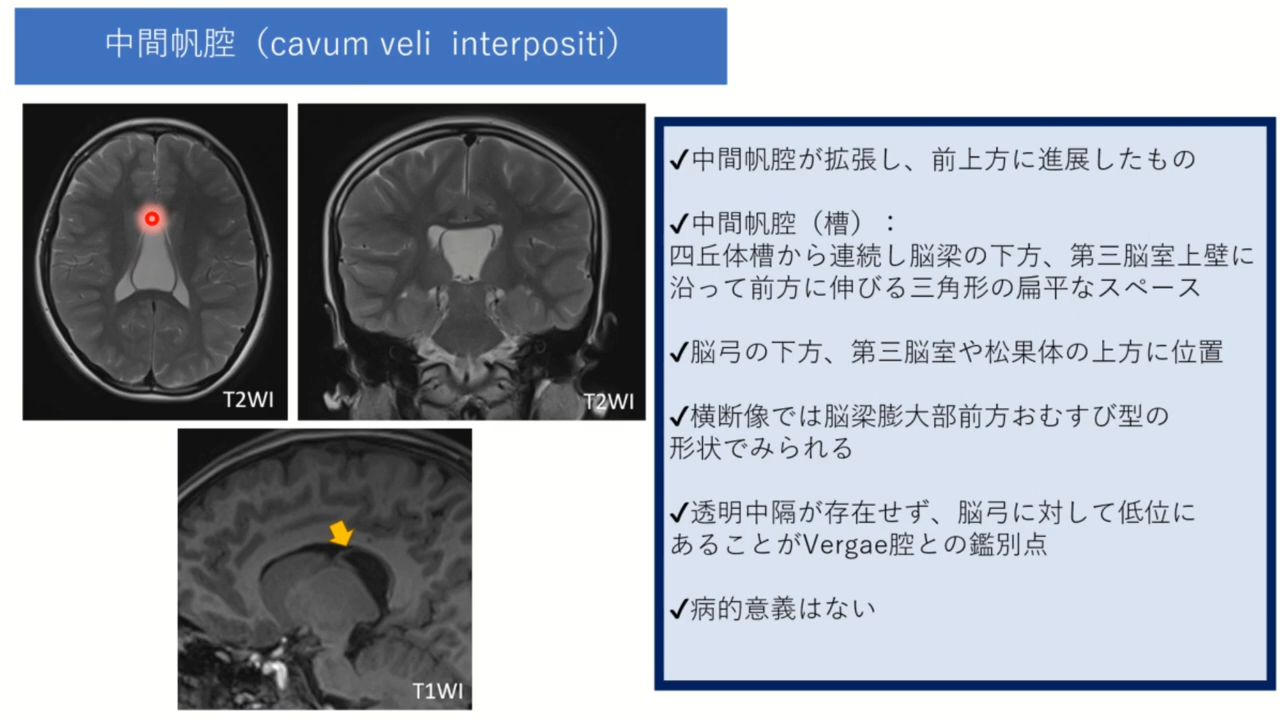 中間帆腔（cavum veli interpositi）
T2WI
T2WI
T1WI
✓中間帆腔が拡張し、前上方に進展したもの
✓中間帆腔（槽）：
四丘体槽から連続し脳梁の下方、第三脳室上壁に
沿って前方に伸びる三角形の扁平なスペース
✓脳弓の下方、第三脳室や松果体の上方に位置
✓横断像では脳梁膨大部前方おむすび型の
形状でみられる
✓透明中隔が存在せず、脳弓に対して低位に
あることがVergae腔との鑑別点
✓病的意義はない